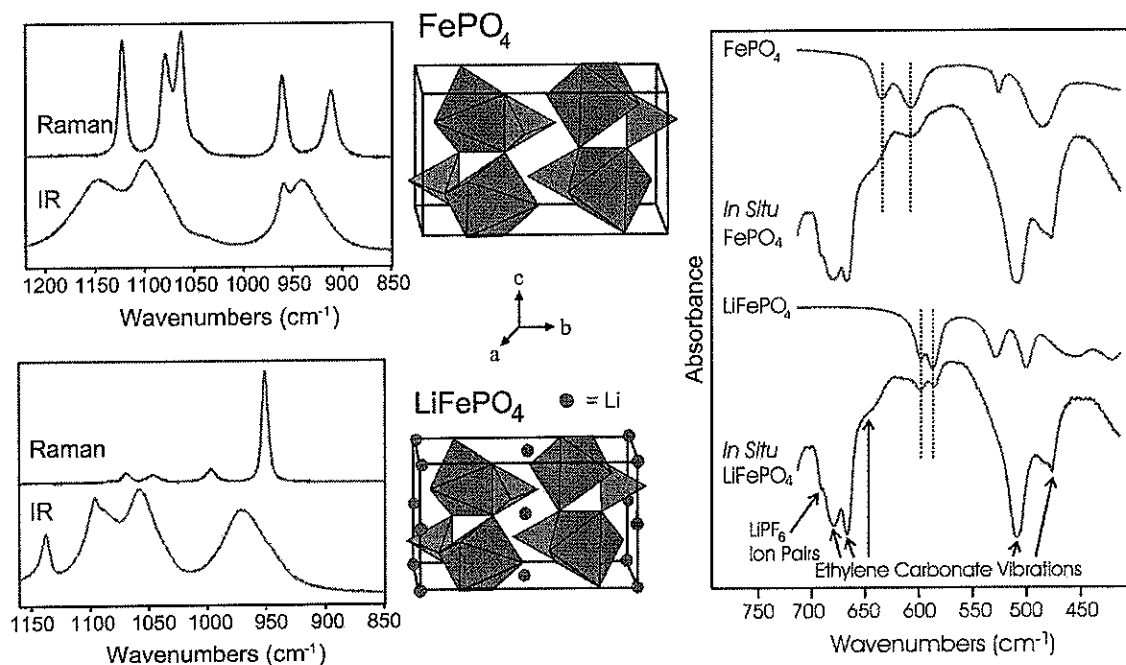 Raman
IR
1200 1150 1100 1050 1000 950 900 850
Wavenumbers (cm-1)
FePO4
c
b
a
Raman
IR
1150 1100 1050 1000 950 900 850
Wavenumbers (cm-1)
LiFePO4 = Li
Absorbance
FePO4
In Situ
FePO4
LiFePO4
In Situ
LiFePO4
LiPF6
Ion Pairs
Ethylene Carbonate Vibrations
750 700 650 600 550 500 450
Wavenumbers (cm-1)